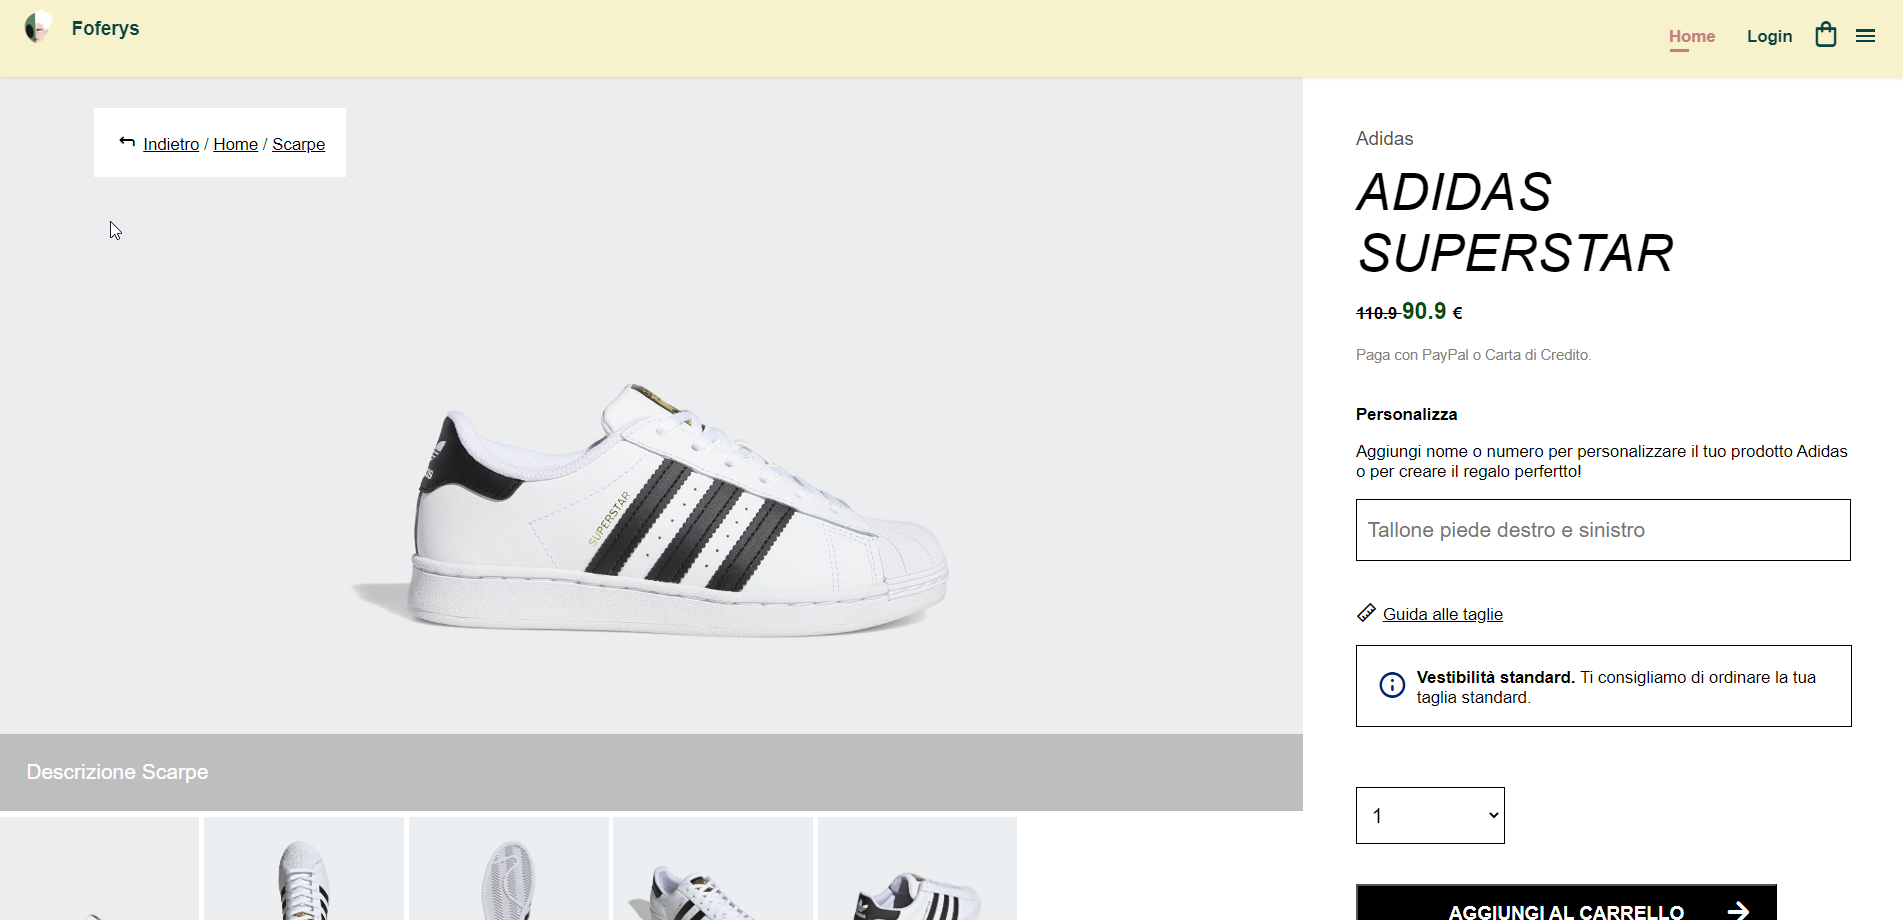 Foferys
Home Login
Indietro / Home / Scarpe
Adidas
ADIDAS
SUPERSTAR
110.9 90.9 €
Paga con PayPal o Carta di Credito.
Personalizza
Aggiungi nome o numero per personalizzare il tuo prodotto Adidas
o per creare il regalo perfertto!
Tallone piede destro e sinistro
Guida alle taglie
Vestibilità standard. Ti consigliamo di ordinare la tua
taglia standard.
1
AGGIUNGI AL CARRELLO
SUPERSTAR
Descrizione Scarpe